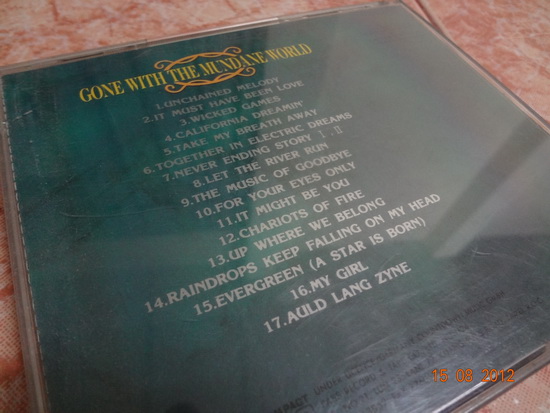 GONE WITH THE MUNDANE WORLD
1.UNCHAINED MELODY
2.IT MUST HAVE BEEN LOVE
3.WICKED GAMES
4.CALIFORNIA DREAMIN'
5.TAKE MY BREATH AWAY
6.TOGETHER IN ELECTRIC DREAMS
7.NEVER ENDING STORY I.II
8.LET THE RIVER RUN
9.THE MUSIC OF GOODBYE
10.FOR YOUR EYES ONLY
11.IT MIGHT BE YOU
12.CHARIOTS OF FIRE
13.UP WHERE WE BELONG
14.RAINDROPS KEEP FALLING ON MY HEAD
15.EVERGREEN (A STAR IS BORN)
16.MY GIRL
17.AULD LANG ZYNE
16 08 2012